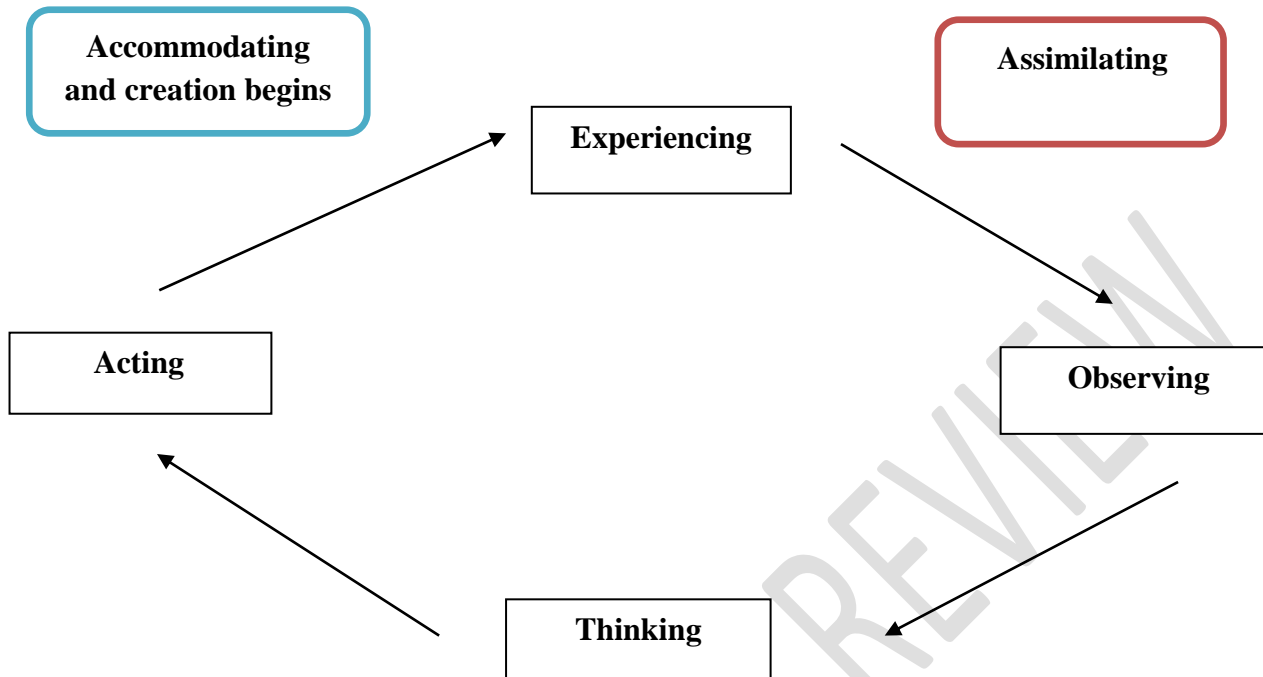 Accommodating
and creation begins
Assimilating
Experiencing
Acting
Observing
Thinking
REVIEW